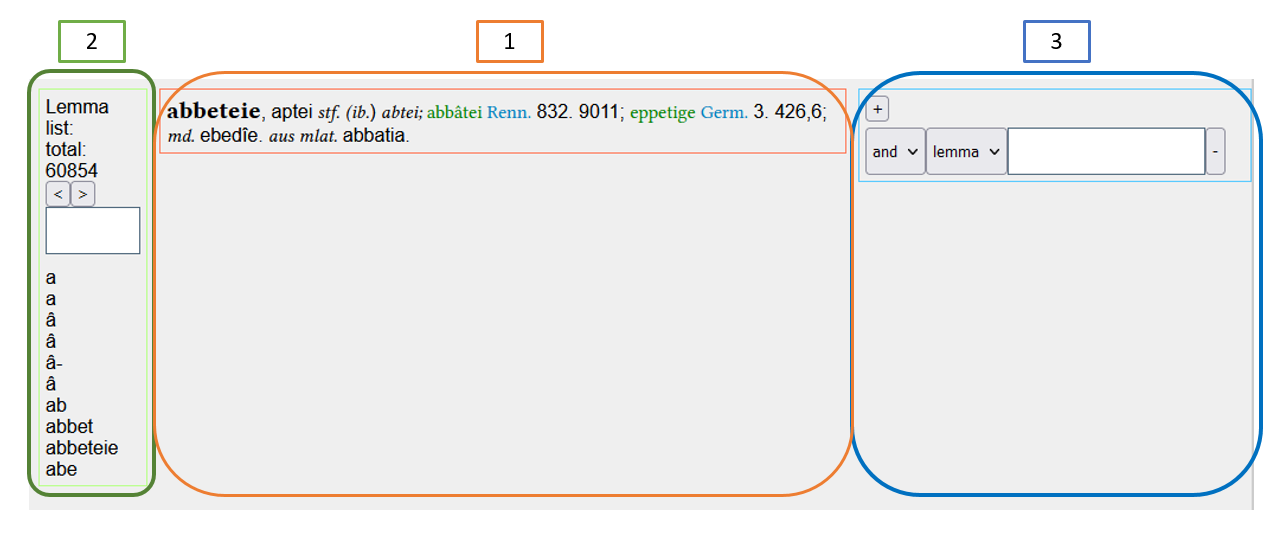 2
1
3
Lemma
list:
total:
60854
< >
a
a
â
â
â-
â
ab
abbet
abbeteie
abe
abbeteie, aptei stf. (ib.) abtei; abbâtei Renn. 832. 9011; eppetige Germ. 3. 426,6;
md. ebedîe. aus mlat. abbatia.
+
and lemma -